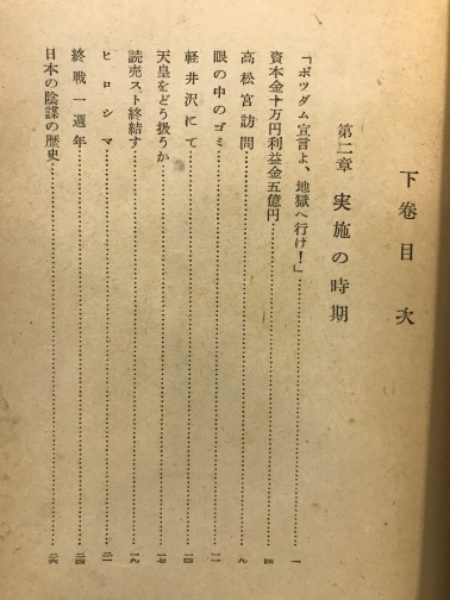 下巻目次
第二章 実施の時期
「ポツダム宣言よ、地獄へ行け!」……一
資本金十万円利益金五億円……四
高松宮訪問……九
眼の中のゴミ……一一
軽井沢にて……一四
天皇をどう扱うか……一七
読売スト終結す……一九
ヒロシマ……二一
終戦一週年……二四
日本の陰謀の歴史……二六